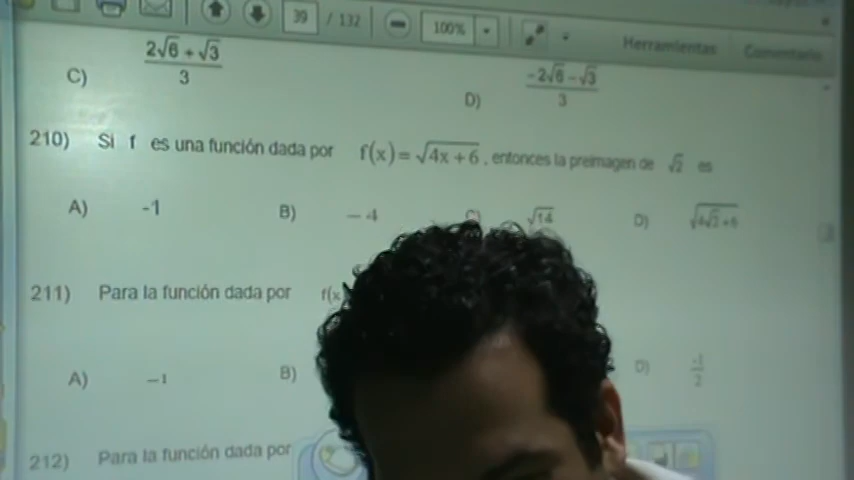 39 / 132 100% Herramientas Comentario
C) 2√6 + √3 / 3 D) -2√6 - √3 / 3
210) Si f es una función dada por f(x) = √4x + 6 , entonces la preimagen de √2 es
A) -1 B) - 4 √14 D) √4√2+6
211) Para la función dada por f(x
A) -1 B) D) -1/2
212) Para la función dada por